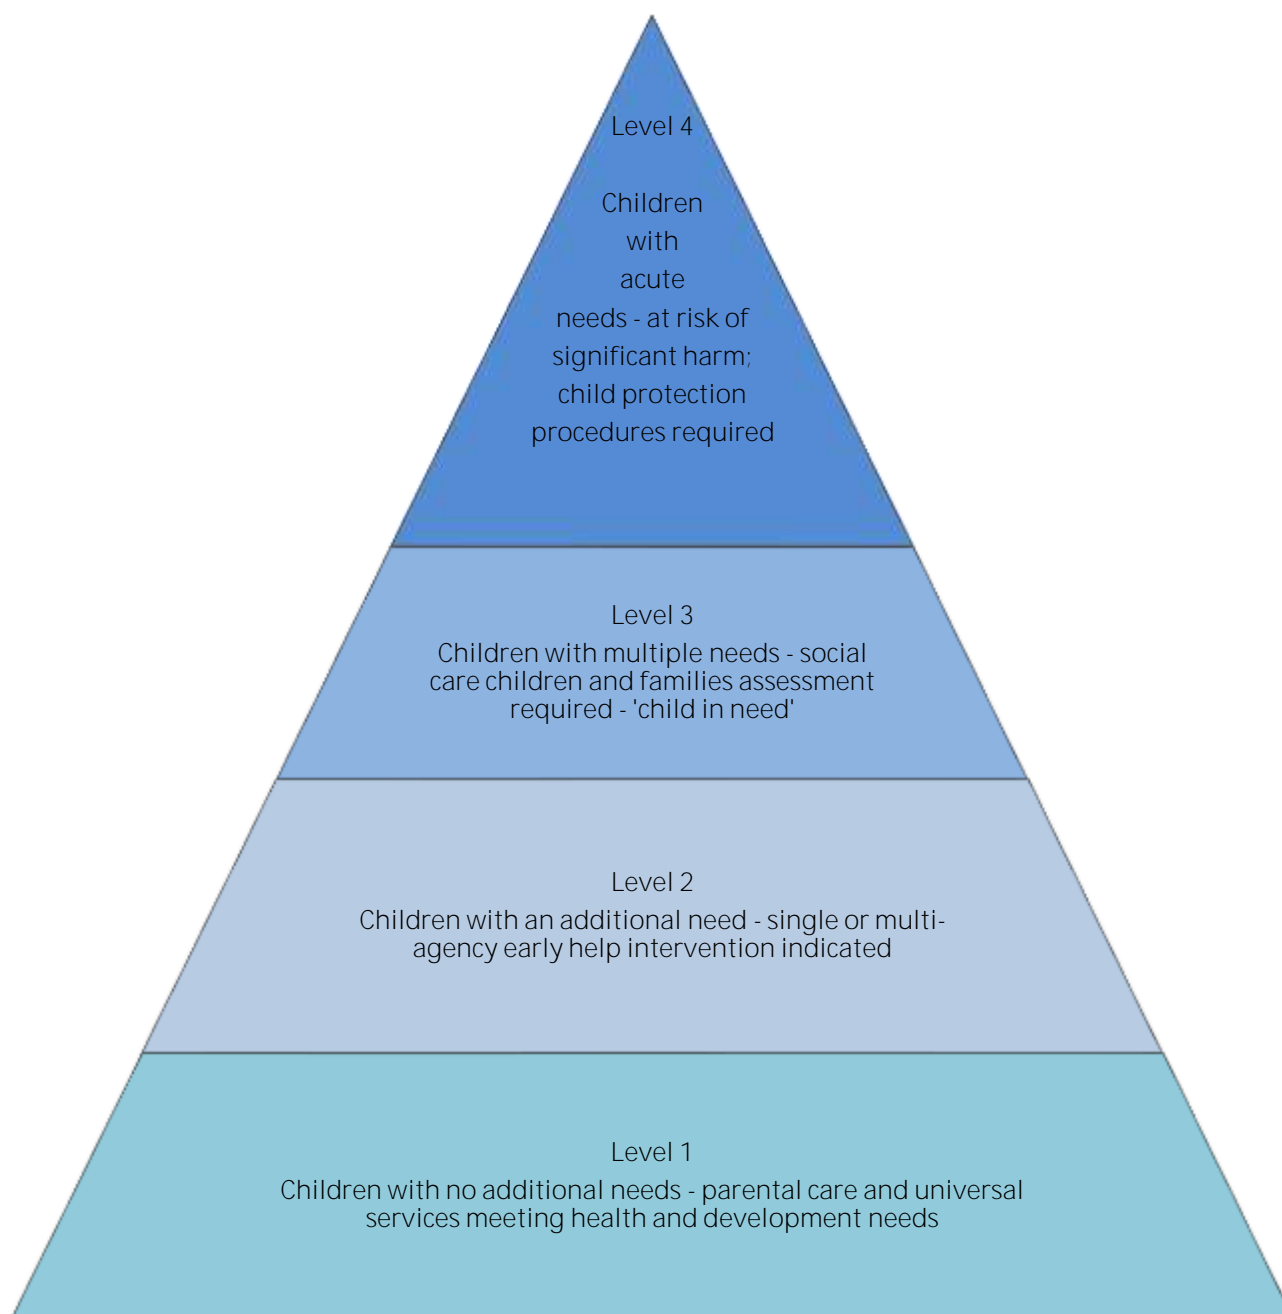 Level 4
Children
with
acute
needs - at risk of
significant harm;
child protection
procedures required
Level 3
Children with multiple needs - social
care children and families assessment
required - 'child in need'
Level 2
Children with an additional need - single or multi-
agency early help intervention indicated
Level 1
Children with no additional needs - parental care and universal
services meeting health and development needs